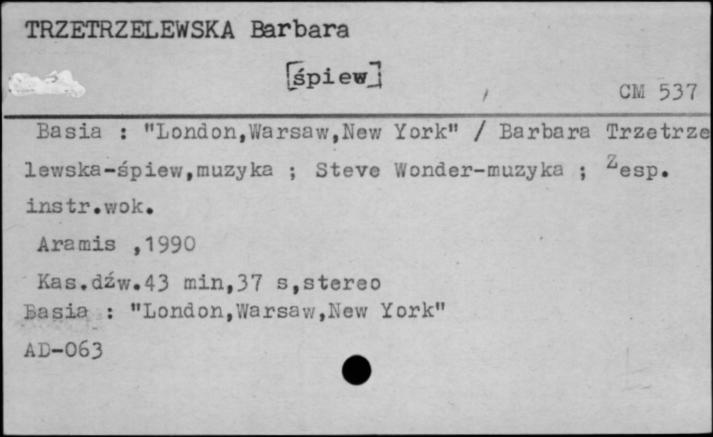 TRZETRZELEWSKA Barbara
[śpiew]
CM 537
Basia : "London,Warsaw,New York" / Barbara Trzetrze
lewska-śpiew,muzyka ; Steve Wonder-muzyka ; Zesp.
instr.wok.
Aramis ,1990
Kas.dźw.43 min,37 s,stereo
Basia : "London,Warsaw,New York"
AD-063